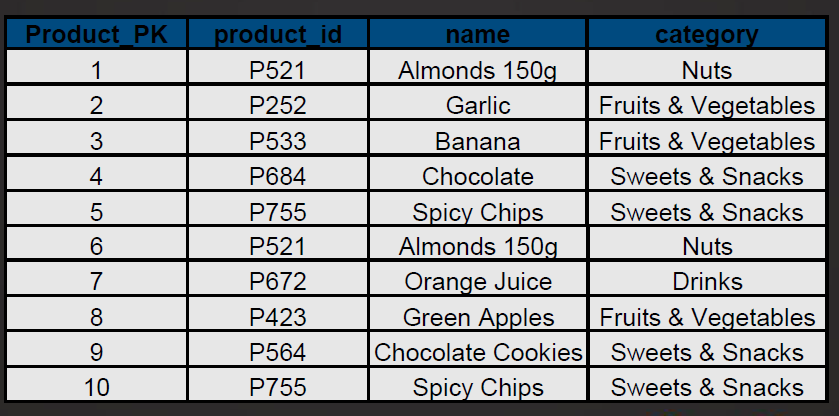 Product_PK product_id name category
1 P521 Almonds 150g Nuts
2 P252 Garlic Fruits & Vegetables
3 P533 Banana Fruits & Vegetables
4 P684 Chocolate Sweets & Snacks
5 P755 Spicy Chips Sweets & Snacks
6 P521 Almonds 150g Nuts
7 P672 Orange Juice Drinks
8 P423 Green Apples Fruits & Vegetables
9 P564 Chocolate Cookies Sweets & Snacks
10 P755 Spicy Chips Sweets & Snacks